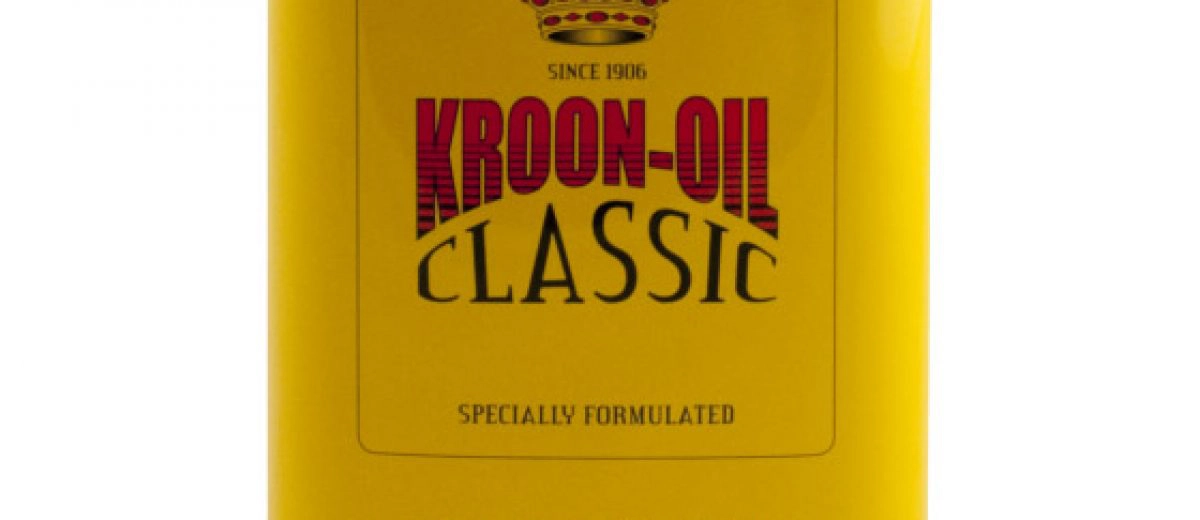 SINCE 1906
KROON-OIL
CLASSIC
SPECIALLY FORMULATED